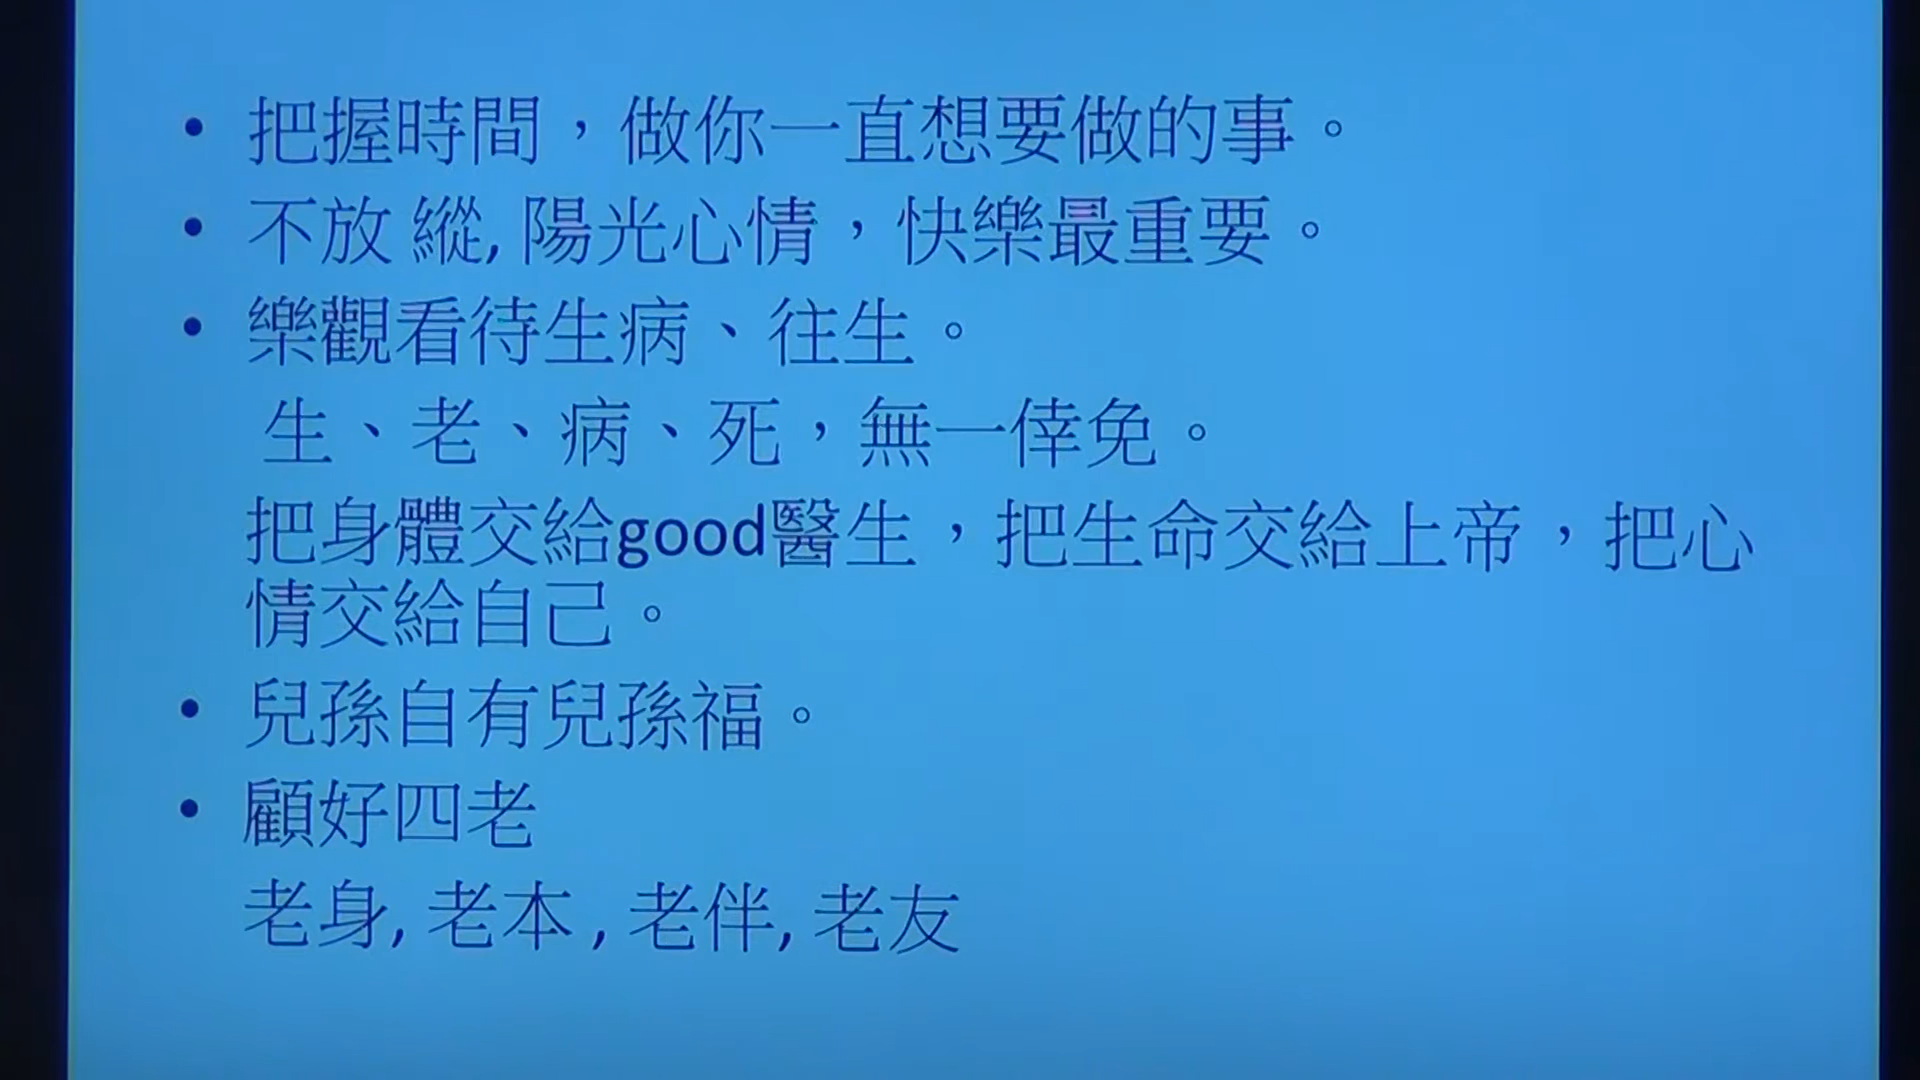 • 把握時間，做你一直想要做的事。
• 不放 縱, 陽光心情，快樂最重要。
• 樂觀看待生病、往生。
生、老、病、死，無一倖免。
把身體交給good醫生，把生命交給上帝，把心
情交給自己。
• 兒孫自有兒孫福。
• 顧好四老
老身, 老本 , 老伴, 老友